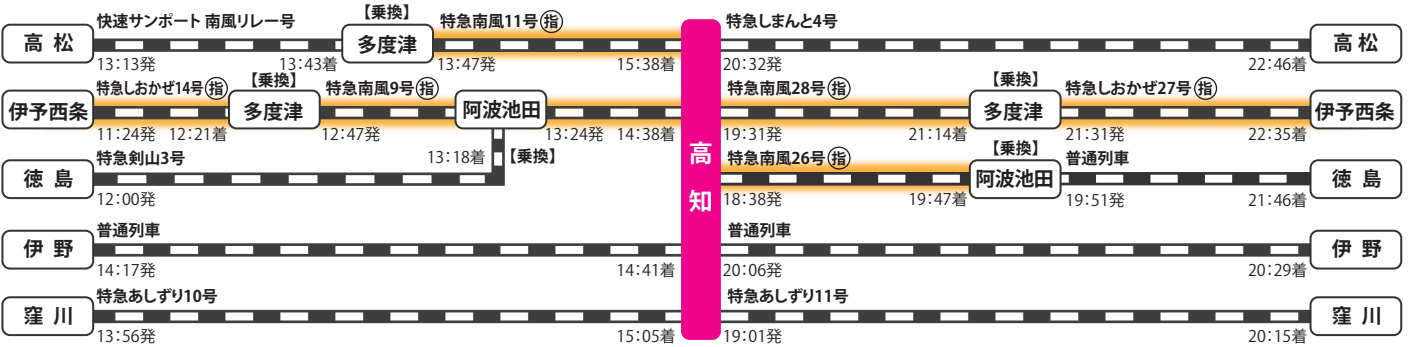 快速サンポート 南風リレー号
【乗換】
特急南風11号指
特急しまんと4号
高松
多度津
高松
13:13発
13:43着
13:47発
15:38着
20:32発
22:46着
特急しおかぜ14号指
【乗換】
特急南風9号指
特急南風28号指
【乗換】
特急しおかぜ27号指
伊予西条
多度津
阿波池田
多度津
伊予西条
11:24発
12:21着
12:47発
13:24発
14:38着
19:31発
21:14着
21:31発
22:35着
特急剣山3号
13:18着
【乗換】
高知
特急南風26号指
【乗換】
普通列車
徳島
阿波池田
徳島
12:00発
18:38発
19:47着
19:51発
21:46着
普通列車
普通列車
伊野
伊野
14:17発
14:41着
20:06発
20:29着
特急あしずり10号
特急あしずり11号
窪川
窪川
13:56発
15:05着
19:01発
20:15着